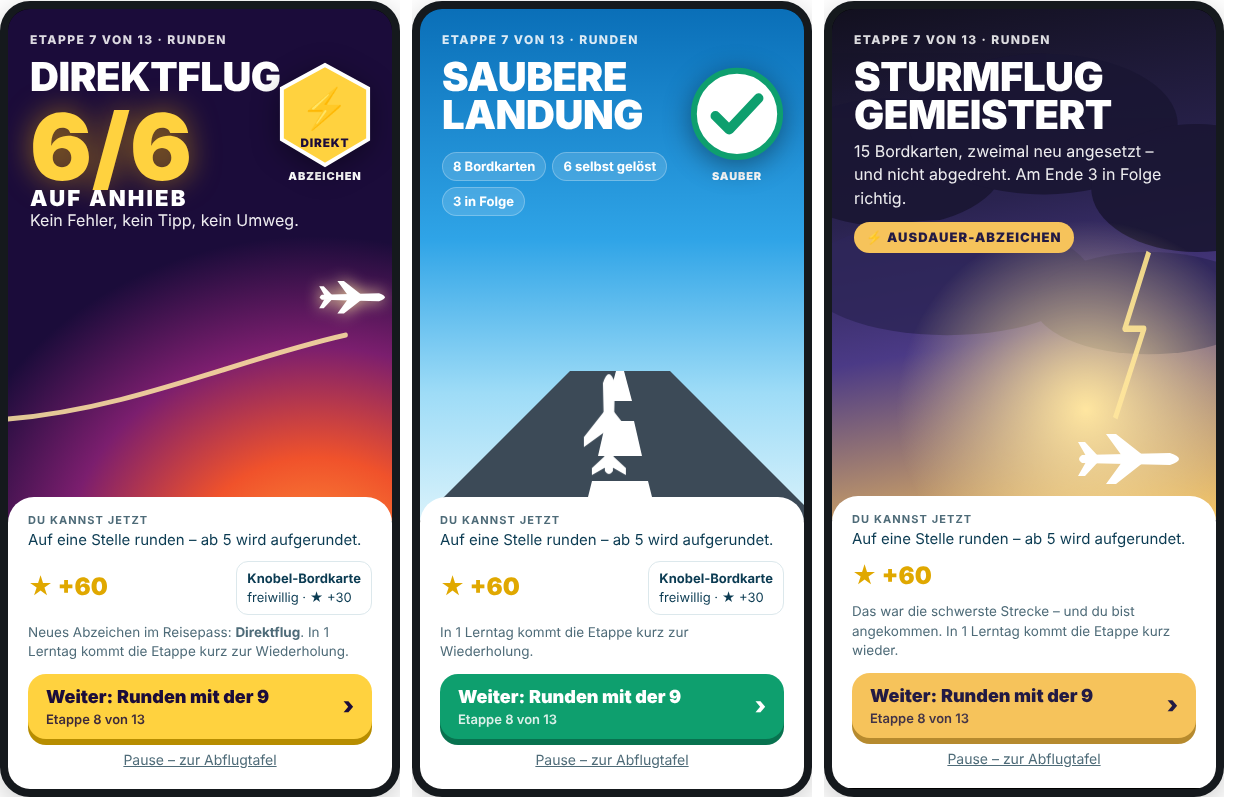 ETAPPE 7 VON 13 · RUNDEN
DIREKTFLUG
6/6
AUF ANHIEB
Kein Fehler, kein Tipp, kein Umweg.
DIREKT
ABZEICHEN
DU KANNST JETZT
Auf eine Stelle runden – ab 5 wird aufgerundet.
★ +60
Knobel-Bordkarte
freiwillig · ★ +30
Neues Abzeichen im Reisepass: Direktflug. In 1
Lerntag kommt die Etappe kurz zur Wiederholung.
Weiter: Runden mit der 9
Etappe 8 von 13
›
Pause – zur Abflugtafel
ETAPPE 7 VON 13 · RUNDEN
SAUBERE
LANDUNG
8 Bordkarten
6 selbst gelöst
3 in Folge
SAUBER
DU KANNST JETZT
Auf eine Stelle runden – ab 5 wird aufgerundet.
★ +60
Knobel-Bordkarte
freiwillig · ★ +30
In 1 Lerntag kommt die Etappe kurz zur
Wiederholung.
Weiter: Runden mit der 9
Etappe 8 von 13
›
Pause – zur Abflugtafel
ETAPPE 7 VON 13 · RUNDEN
STURMFLUG
GEMEISTERT
15 Bordkarten, zweimal neu angesetzt –
und nicht abgedreht. Am Ende 3 in Folge
richtig.
⚡ AUSDAUER-ABZEICHEN
DU KANNST JETZT
Auf eine Stelle runden – ab 5 wird aufgerundet.
★ +60
Das war die schwerste Strecke – und du bist
angekommen. In 1 Lerntag kommt die Etappe kurz
wieder.
Weiter: Runden mit der 9
Etappe 8 von 13
›
Pause – zur Abflugtafel